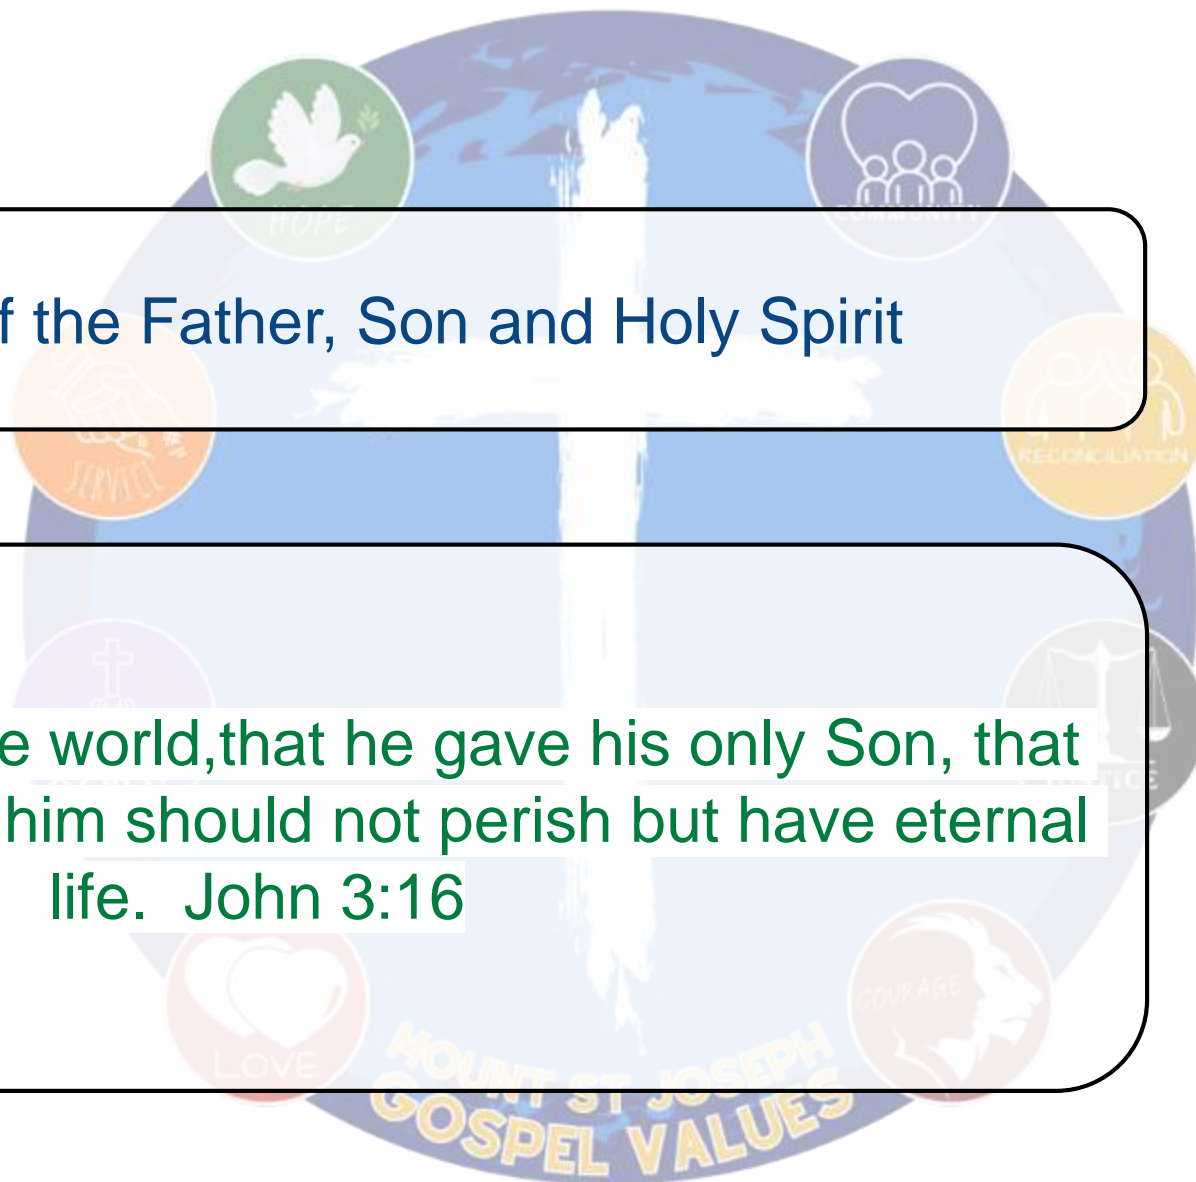 HOPE
COMMUNITY
f the Father, Son and Holy Spirit
SERVICE
RECONCILIATION
e world,that he gave his only Son, that
him should not perish but have eternal
life. John 3:16
COURAGE
LOVE
MOUNT ST JOSEPH
GOSPEL VALUES